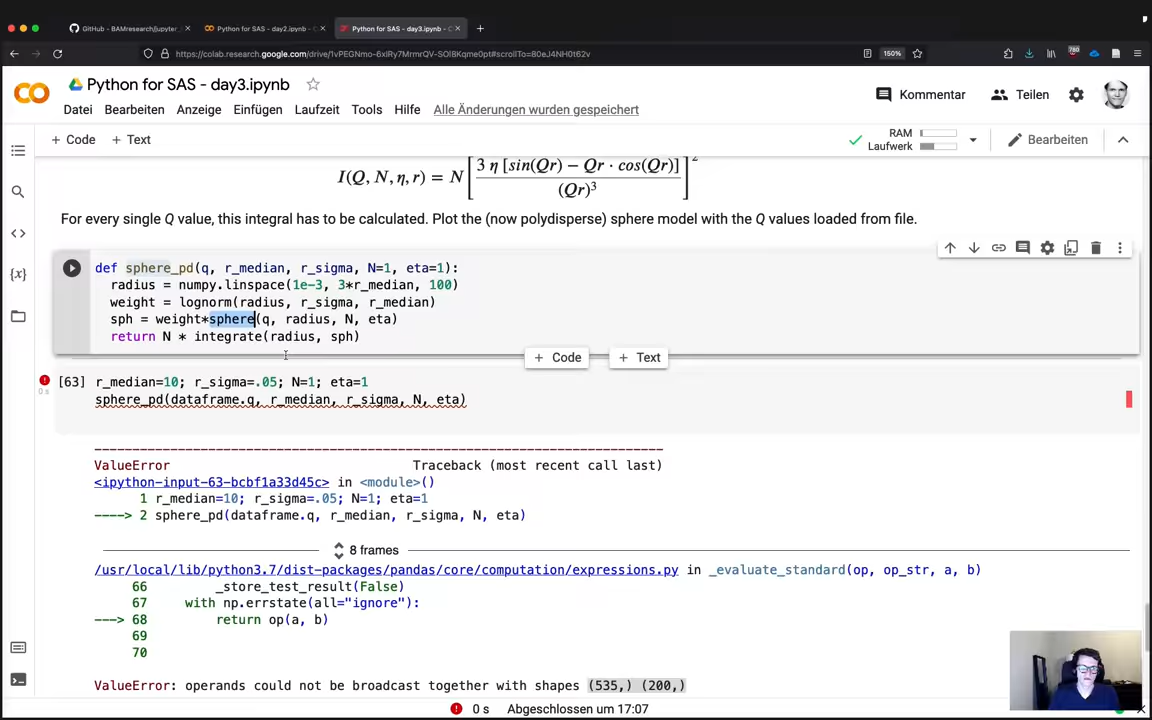 GitHub - BAMresearch/jupyter_ Python for SAS - day2.ipynb - C Python for SAS - day3.ipynb - C
https://colab.research.google.com/drive/ 150% 780
Python for SAS - day3.ipynb
Kommentar Teilen
Datei Bearbeiten Anzeige Einfügen Laufzeit Tools Hilfe Alle Änderungen wurden gespeichert
+ Code + Text
RAM
Laufwerk
Bearbeiten
I(Q, N, η, r) = N [ 3 η [sin(Qr) − Qr · cos(Qr)] / (Qr)³ ]²
For every single Q value, this integral has to be calculated. Plot the (now polydisperse) sphere model with the Q values loaded from file.
def sphere_pd(q, r_median, r_sigma, N=1, eta=1):
radius = numpy.linspace(1e-3, 3*r_median, 100)
weight = lognorm(radius, r_sigma, r_median)
sph = weight*sphere(q, radius, N, eta)
return N * integrate(radius, sph)
+ Code + Text
[63] r_median=10; r_sigma=.05; N=1; eta=1
0 s
sphere_pd(dataframe.q, r_median, r_sigma, N, eta)
ValueError Traceback (most recent call last)
<ipython-input-63-bcbf1a33d45c> in <module>()
1 r_median=10; r_sigma=.05; N=1; eta=1
----> 2 sphere_pd(dataframe.q, r_median, r_sigma, N, eta)
8 frames
/usr/local/lib/python3.7/dist-packages/pandas/core/computation/expressions.py in _evaluate_standard(op, op_str, a, b)
66 _store_test_result(False)
67 with np.errstate(all="ignore"):
---> 68 return op(a, b)
69
70
ValueError: operands could not be broadcast together with shapes (535,) (200,)
0 s Abgeschlossen um 17:07